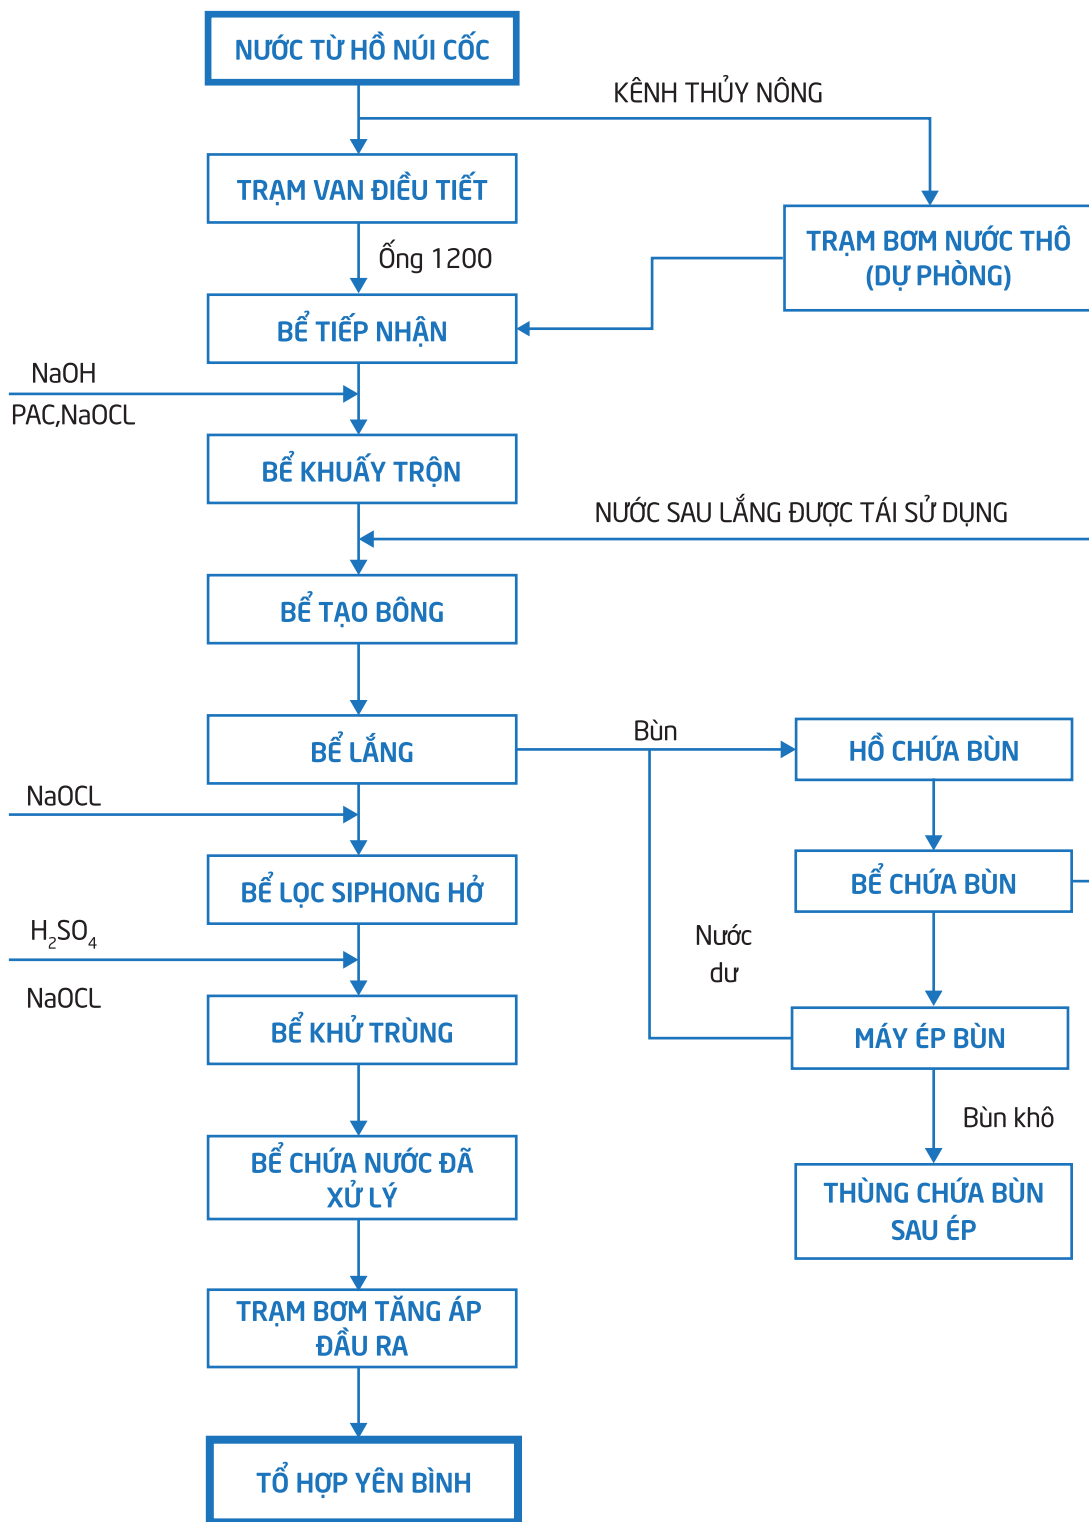 NƯỚC TỪ HỒ NÚI CỐC
KÊNH THỦY NÔNG
TRẠM VAN ĐIỀU TIẾT
TRẠM BƠM NƯỚC THÔ
(DỰ PHÒNG)
Ống 1200
BỂ TIẾP NHẬN
NaOH
PAC,NaOCL
BỂ KHUẤY TRỘN
NƯỚC SAU LẮNG ĐƯỢC TÁI SỬ DỤNG
BỂ TẠO BÔNG
BỂ LẮNG
Bùn
HỒ CHỨA BÙN
NaOCL
BỂ LỌC SIPHONG HỞ
BỂ CHỨA BÙN
H₂SO₄
NaOCL
Nước
dư
BỂ KHỬ TRÙNG
MÁY ÉP BÙN
Bùn khô
BỂ CHỨA NƯỚC ĐÃ
XỬ LÝ
THÙNG CHỨA BÙN
SAU ÉP
TRẠM BƠM TĂNG ÁP
ĐẦU RA
TỔ HỢP YÊN BÌNH